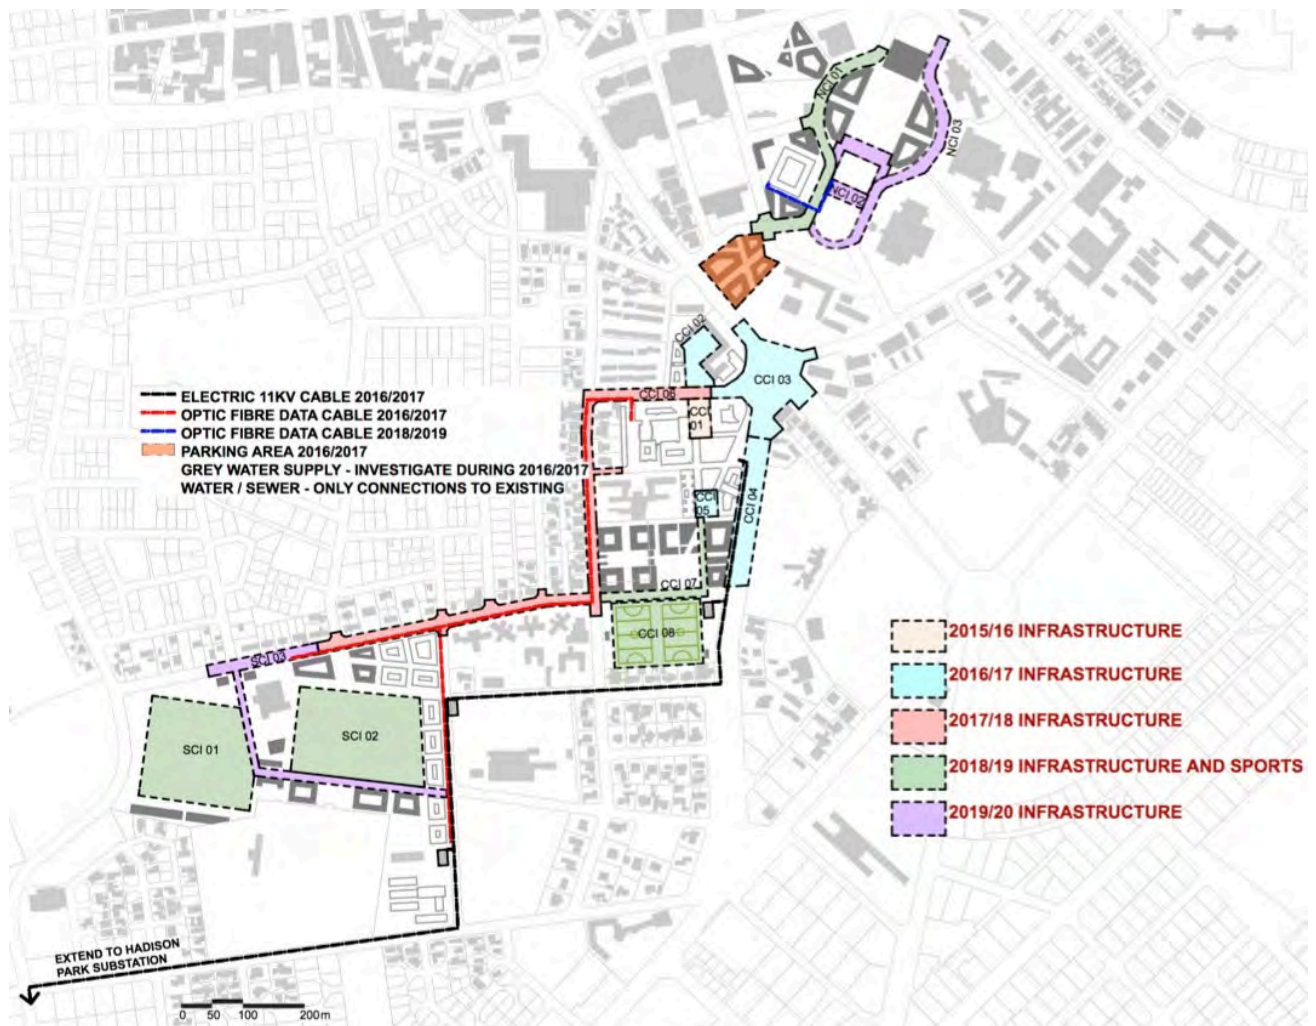 NCI 01
NCI 03
NCI 02
CCI 02
CCI 03
CCI 06
CCI
01
ELECTRIC 11KV CABLE 2016/2017
OPTIC FIBRE DATA CABLE 2016/2017
OPTIC FIBRE DATA CABLE 2018/2019
PARKING AREA 2016/2017
GREY WATER SUPPLY - INVESTIGATE DURING 2016/2017
WATER / SEWER - ONLY CONNECTIONS TO EXISTING
CCI
05
CCI 04
CCI 07
CCI 08
SCI 03
SCI 01
SCI 02
2015/16 INFRASTRUCTURE
2016/17 INFRASTRUCTURE
2017/18 INFRASTRUCTURE
2018/19 INFRASTRUCTURE AND SPORTS
2019/20 INFRASTRUCTURE
EXTEND TO HADISON
PARK SUBSTATION
0 50 100 200m